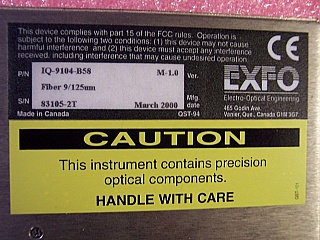 This device complies with part 15 of the FCC rules. Operation is
subject to the following two conditions: (1) this device may not cause
harmful interference, and (2) this device must accept any interference
received, including interference that may cause undesired operation.
CE
P/N IQ-9104-B58 M-1.0 Ver.
Fiber 9/125um
S/N 83105-2T March 2000 Mfg. date
Made in Canada QST-94
EXFO
Electro-Optical Engineering
465 Godin Ave.
Vanier, Que., Canada G1M 3G7
CAUTION
This instrument contains precision
optical components.
HANDLE WITH CARE